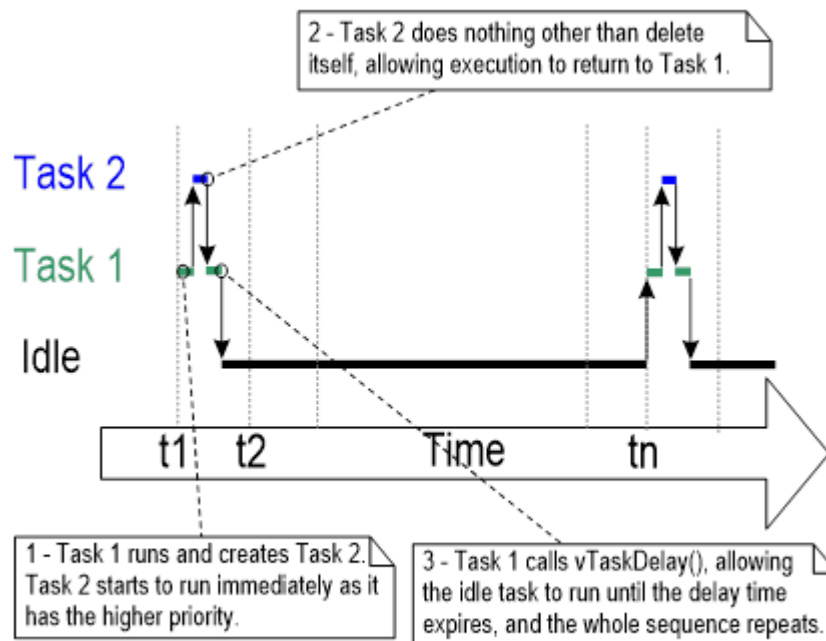 2 - Task 2 does nothing other than delete
itself, allowing execution to return to Task 1.
Task 2
Task 1
Idle
t1 t2 Time tn
1 - Task 1 runs and creates Task 2.
Task 2 starts to run immediately as it
has the higher priority.
3 - Task 1 calls vTaskDelay(), allowing
the idle task to run until the delay time
expires, and the whole sequence repeats.